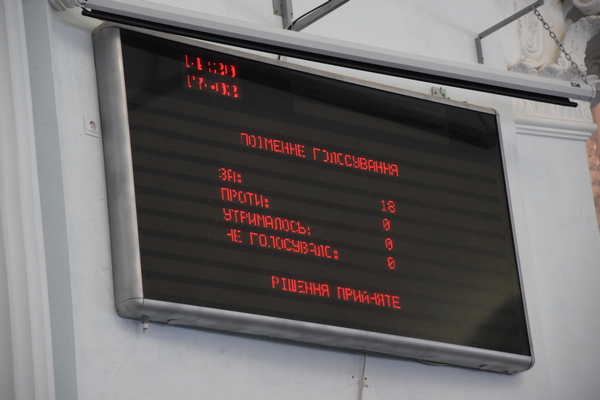 ПОІМЕННЕ ГОЛОСУВАННЯ
ЗА: 18
ПРОТИ: 0
УТРИМАЛОСЬ: 0
НЕ ГОЛОСУВАЛО: 0
РІШЕННЯ ПРИЙНЯТЕ